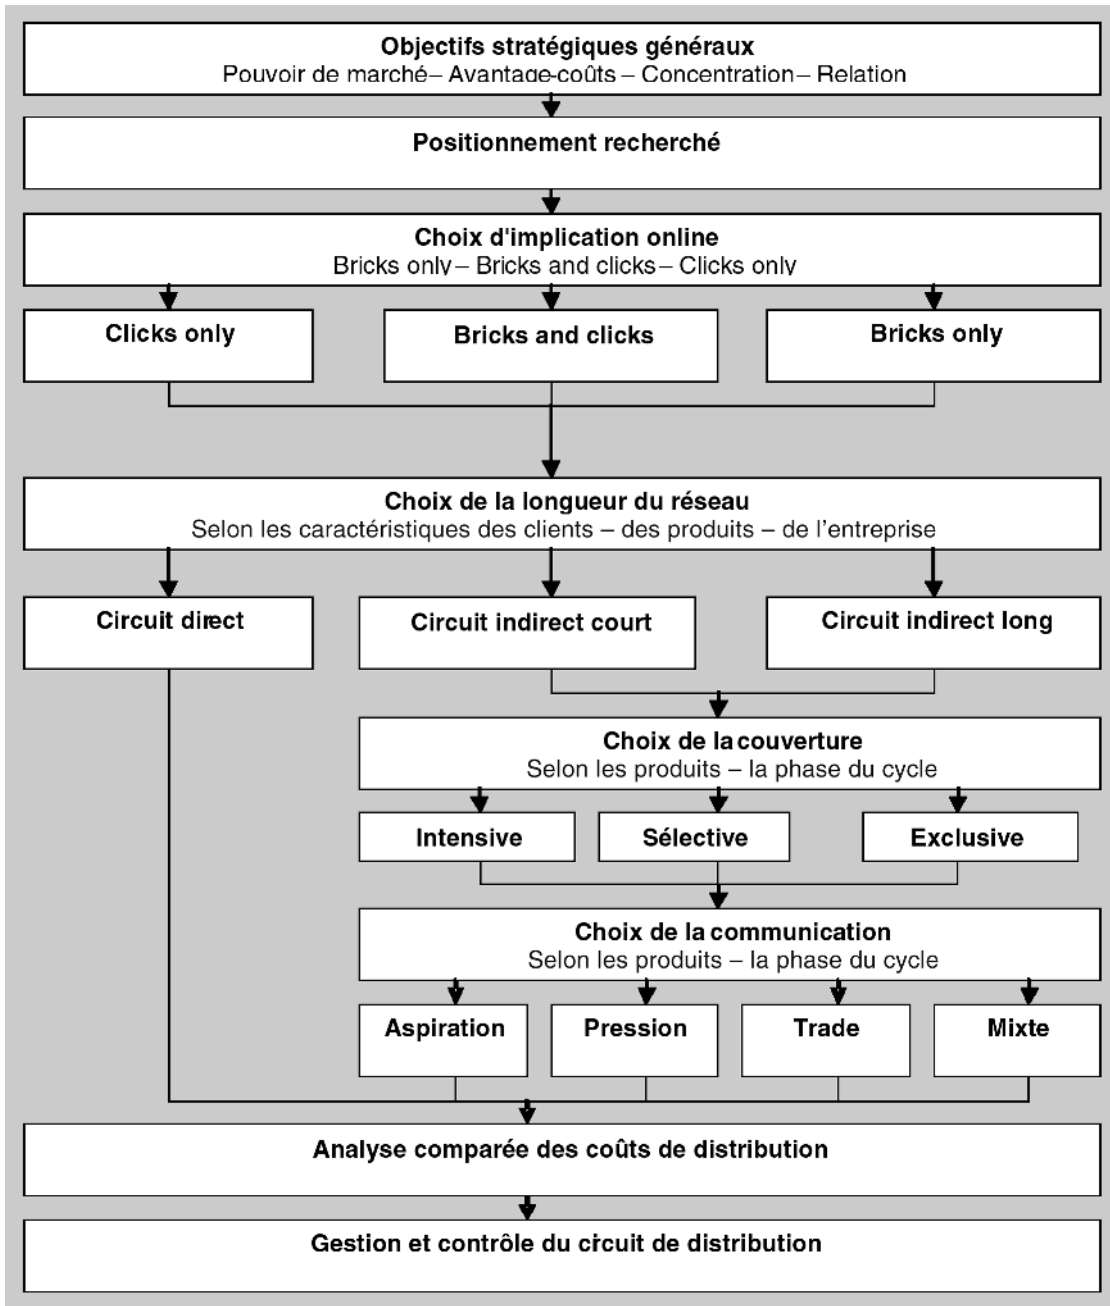 Objectifs stratégiques généraux
Pouvoir de marché – Avantage-coûts – Concentration – Relation
Positionnement recherché
Choix d'implication online
Bricks only – Bricks and clicks – Clicks only
Clicks only
Bricks and clicks
Bricks only
Choix de la longueur du réseau
Selon les caractéristiques des clients – des produits – de l'entreprise
Circuit direct
Circuit indirect court
Circuit indirect long
Choix de la couverture
Selon les produits – la phase du cycle
Intensive
Sélective
Exclusive
Choix de la communication
Selon les produits – la phase du cycle
Aspiration
Pression
Trade
Mixte
Analyse comparée des coûts de distribution
Gestion et contrôle du circuit de distribution